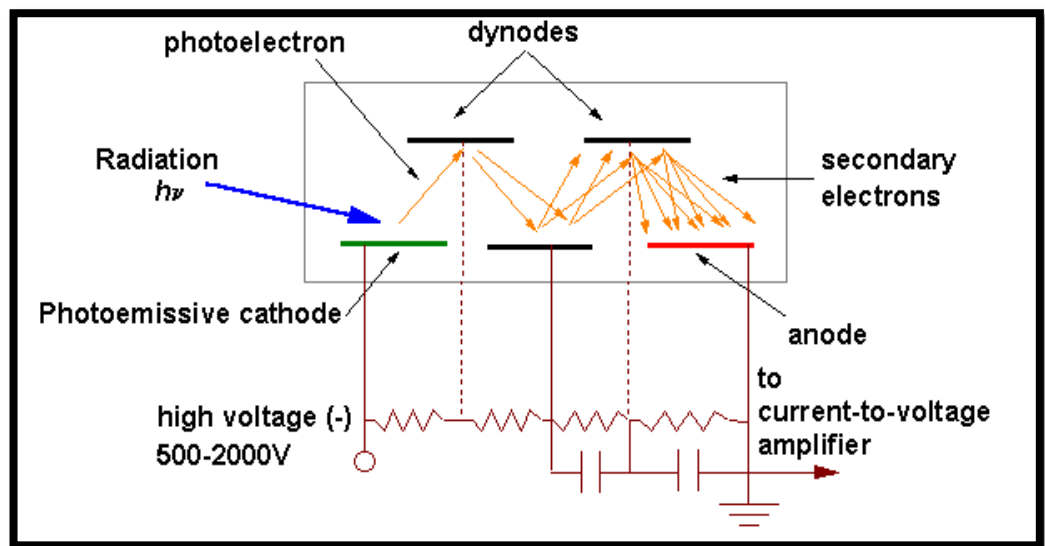 dynodes
photoelectron
Radiation
hν
secondary
electrons
Photoemissive cathode
anode
to
current-to-voltage
amplifier
high voltage (-)
500-2000V